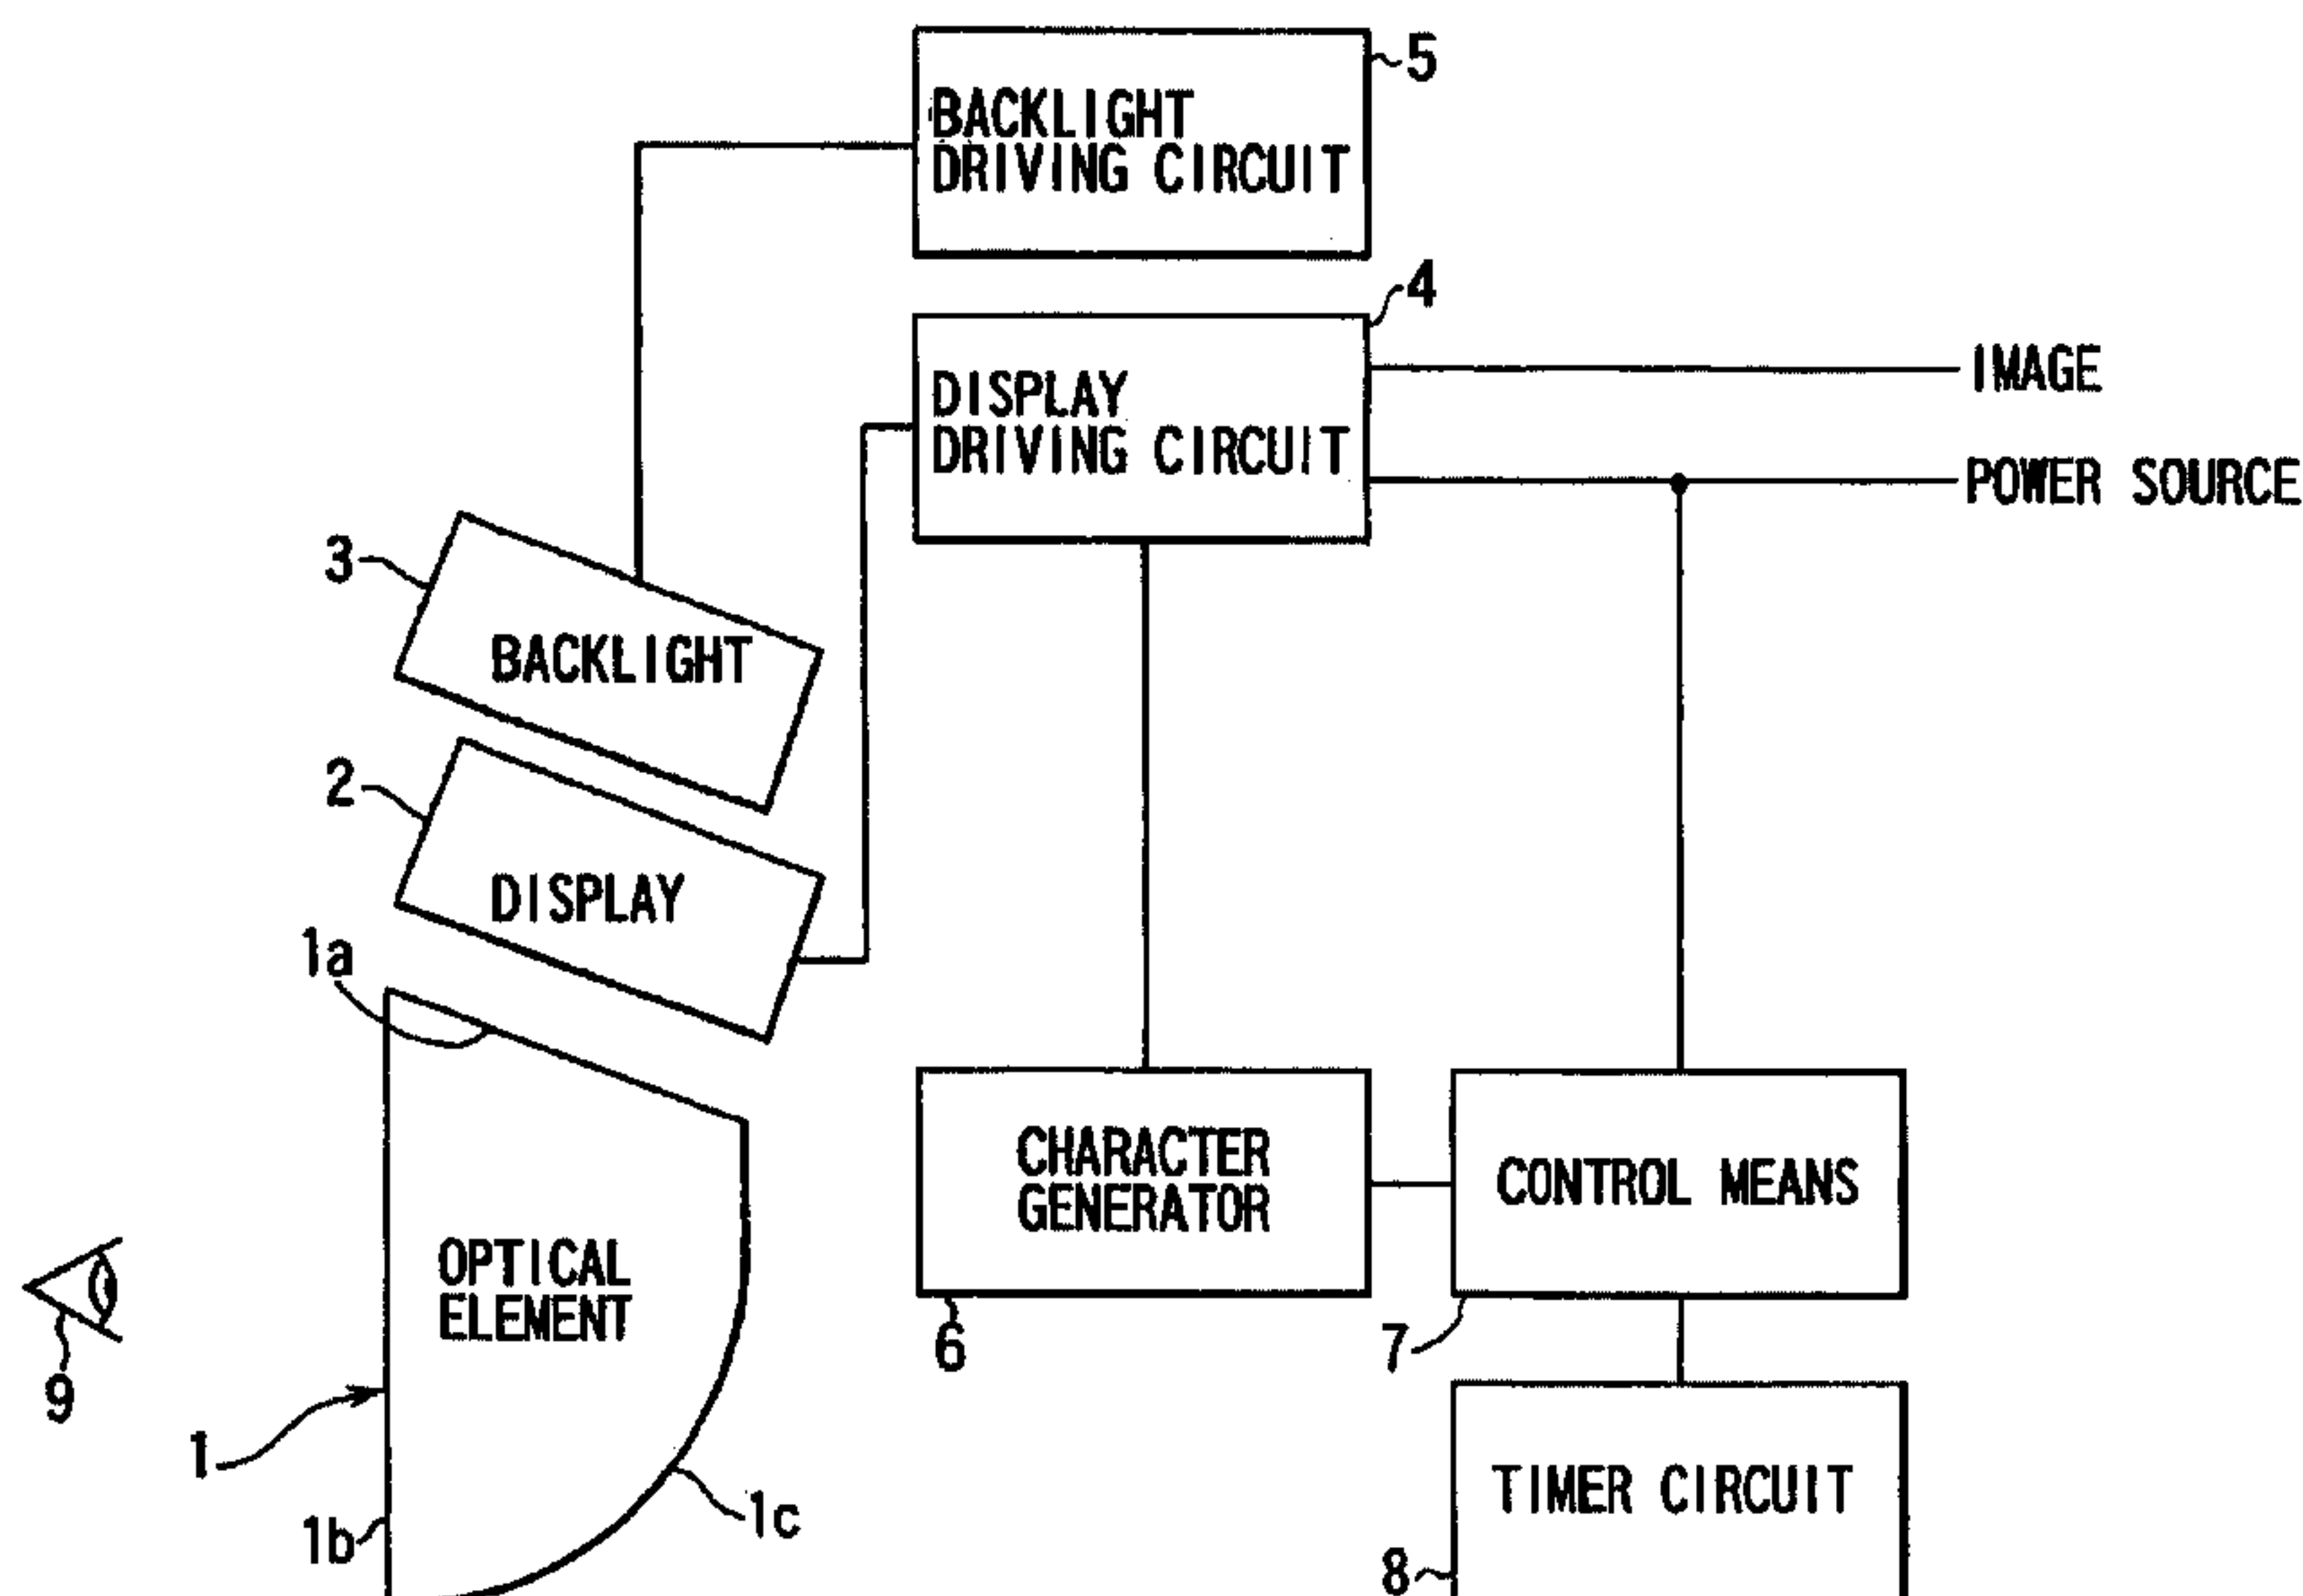 5
BACKLIGHT
DRIVING CIRCUIT
4
DISPLAY
DRIVING CIRCUIT
IMAGE
POWER SOURCE
3
BACKLIGHT
2
DISPLAY
1a
CHARACTER
GENERATOR
CONTROL MEANS
OPTICAL
ELEMENT
6
7
9
1
1b
1c
TIMER CIRCUIT
8